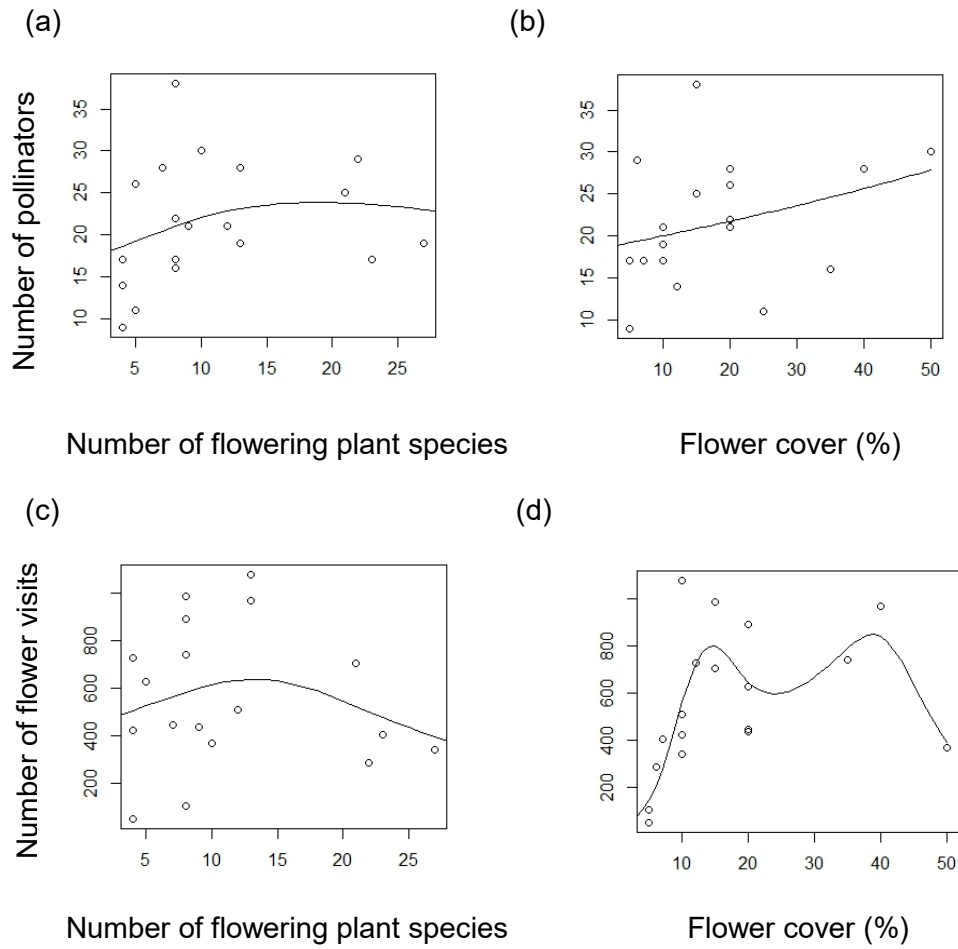 (a)
Number of pollinators
35
30
25
20
15
10
5 10 15 20 25
Number of flowering plant species
(b)
35
30
25
20
15
10
10 20 30 40 50
Flower cover (%)
(c)
Number of flower visits
800
600
400
200
5 10 15 20 25
Number of flowering plant species
(d)
800
600
400
200
10 20 30 40 50
Flower cover (%)